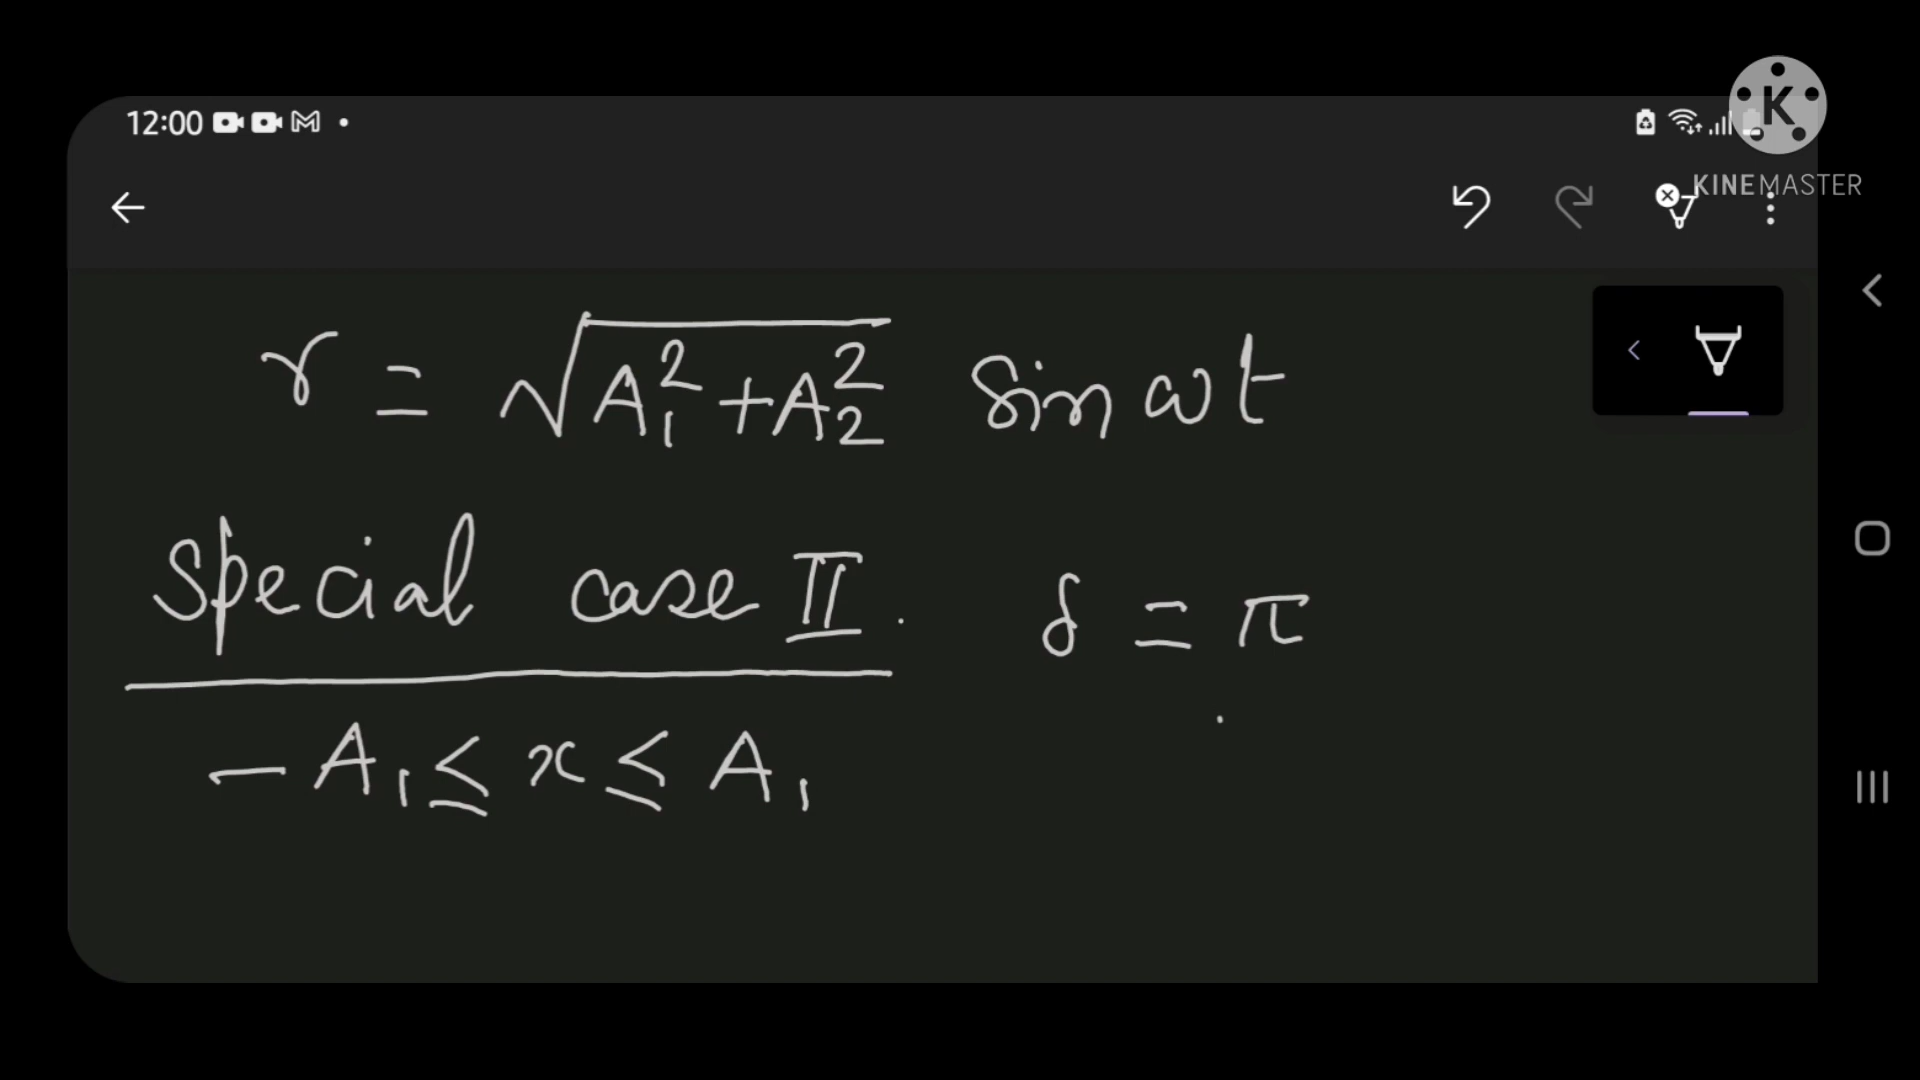 12:00
KINEMASTER
r = √A₁² + A₂² sin ωt
Special case II. δ = π
- A₁ ≤ x ≤ A₁